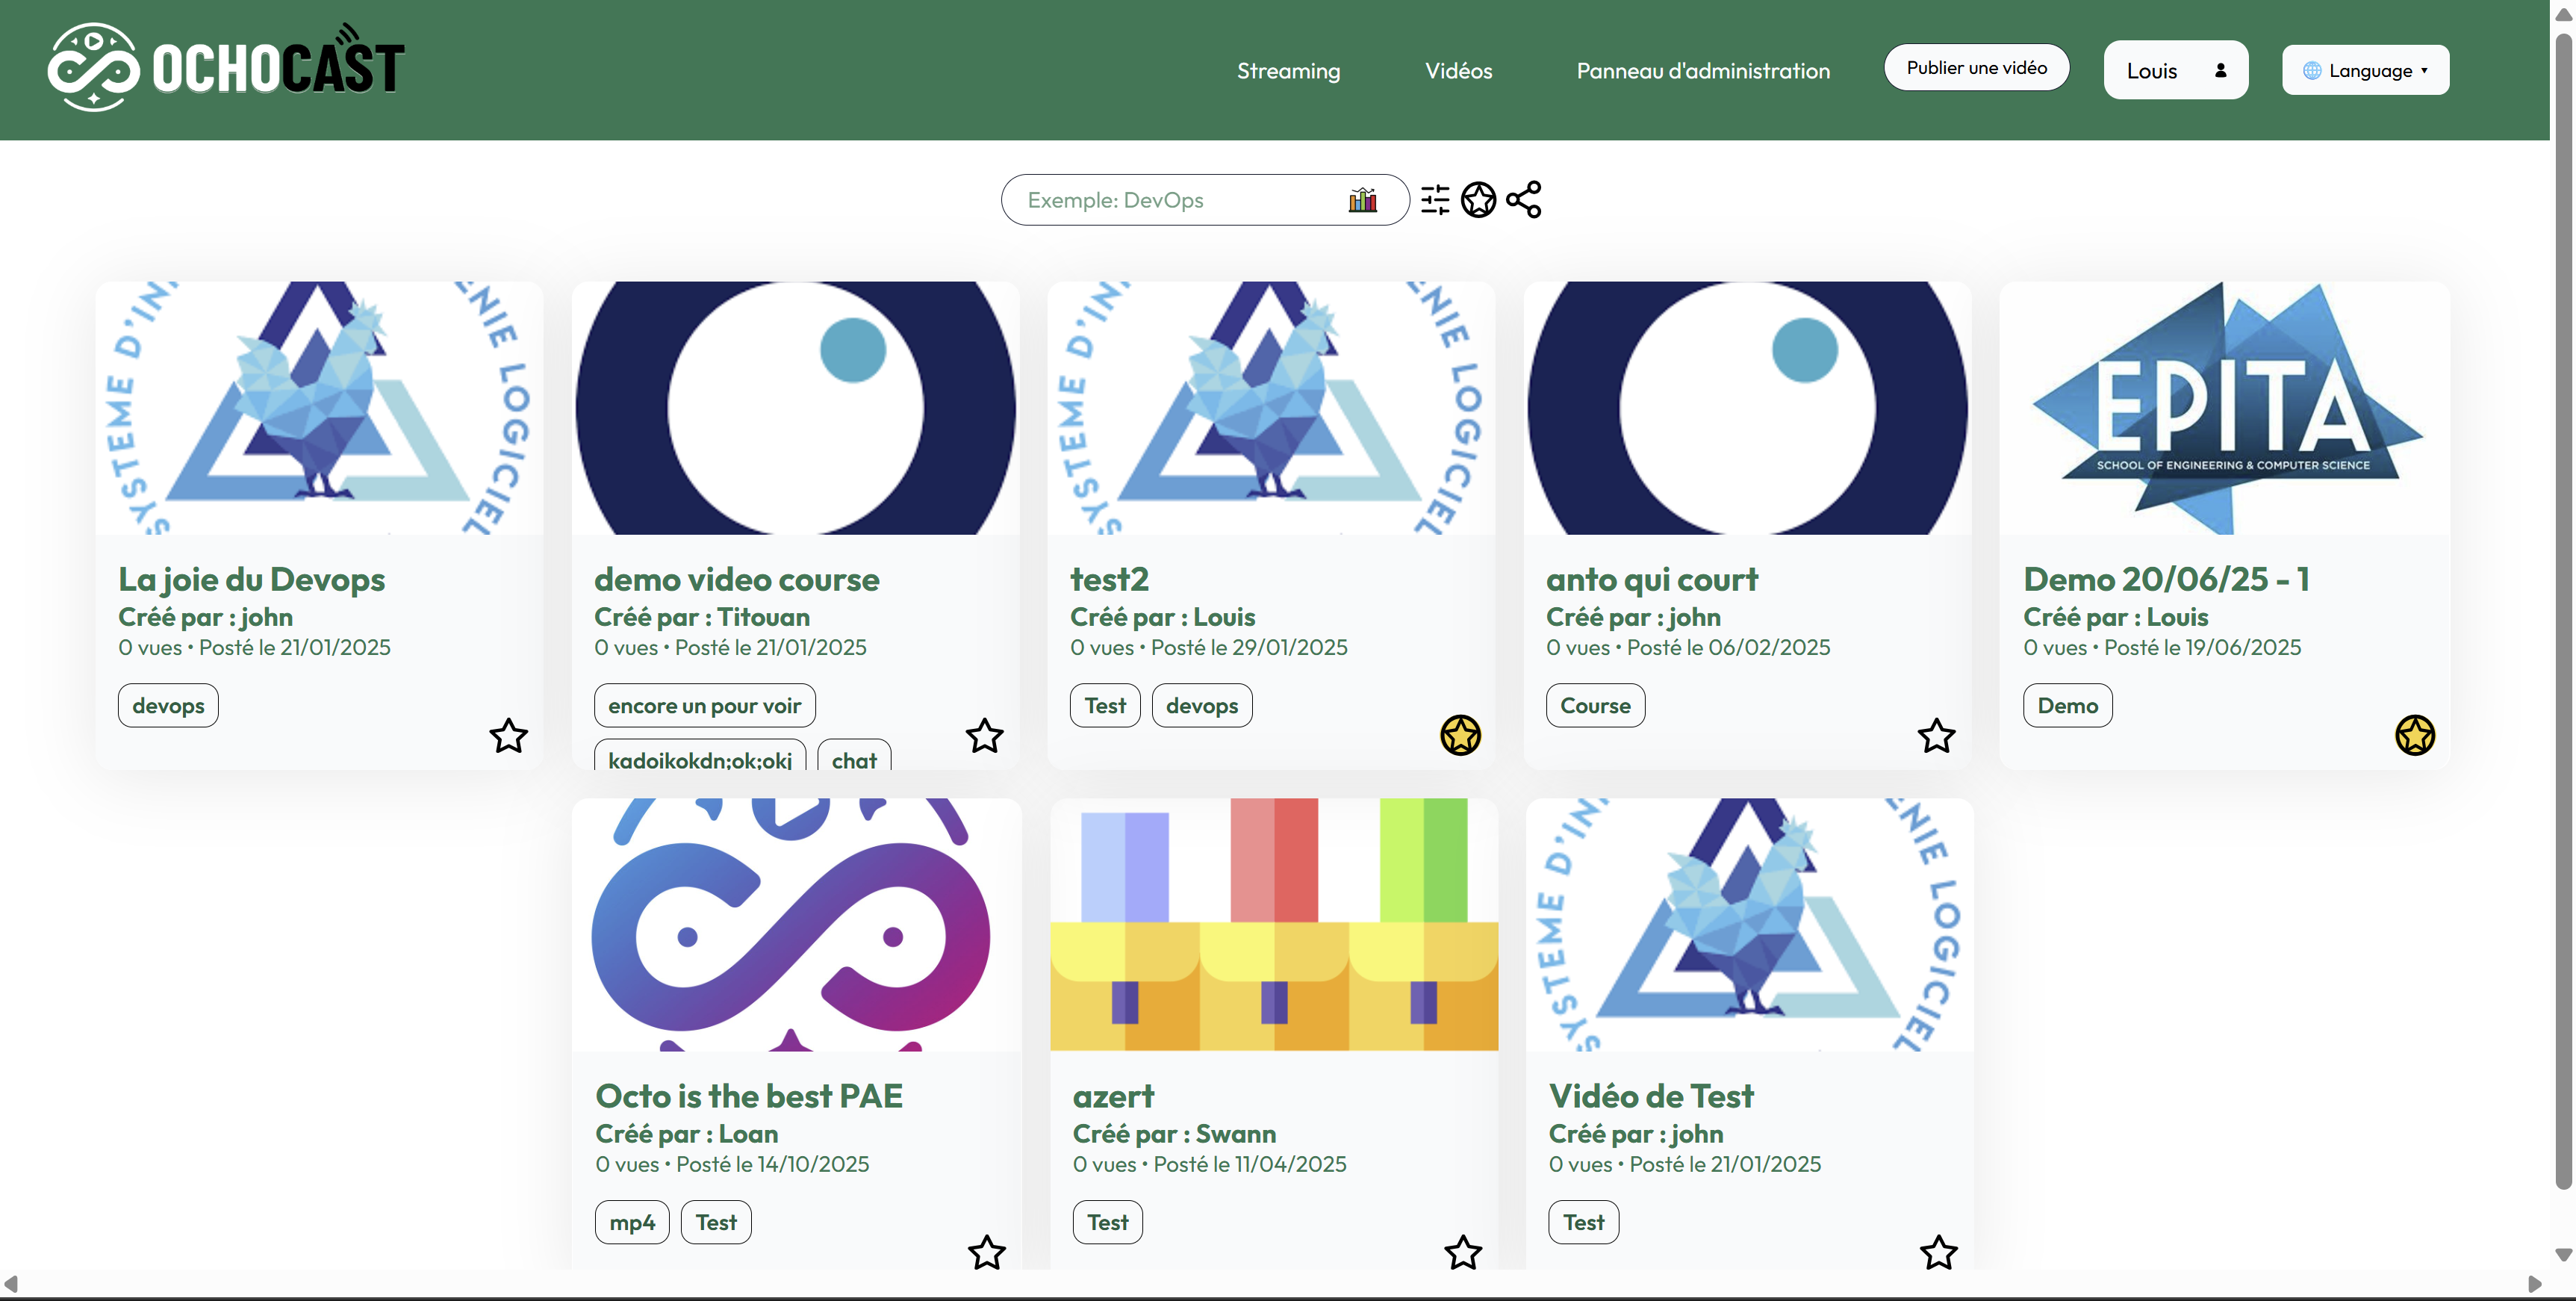 OCHOCAST
Streaming
Vidéos
Panneau d'administration
Publier une vidéo
Louis
Language
Exemple: DevOps
SYSTEME D'IN
ENIE LOGICIEL
SYSTEME D'IN
ENIE LOGICIEL
EPITA
SCHOOL OF ENGINEERING & COMPUTER SCIENCE
La joie du Devops
Créé par : john
0 vues • Posté le 21/01/2025
devops
demo video course
Créé par : Titouan
0 vues • Posté le 21/01/2025
encore un pour voir
kadoikokdn;ok;okj chat
test2
Créé par : Louis
0 vues • Posté le 29/01/2025
Test devops
anto qui court
Créé par : john
0 vues • Posté le 06/02/2025
Course
Demo 20/06/25 - 1
Créé par : Louis
0 vues • Posté le 19/06/2025
Demo
SYSTEME D'IN
ENIE LOGICIEL
Octo is the best PAE
Créé par : Loan
0 vues • Posté le 14/10/2025
mp4 Test
azert
Créé par : Swann
0 vues • Posté le 11/04/2025
Test
Vidéo de Test
Créé par : john
0 vues • Posté le 21/01/2025
Test